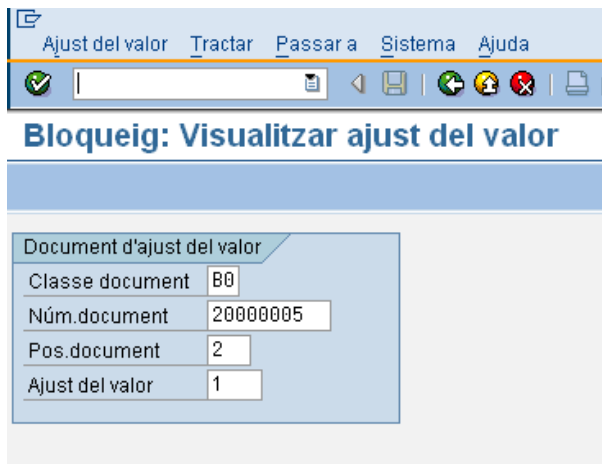 Ajust del valor Tractar Passar a Sistema Ajuda
Bloqueig: Visualitzar ajust del valor
Document d'ajust del valor
Classe document B0
Núm.document 20000005
Pos.document 2
Ajust del valor 1